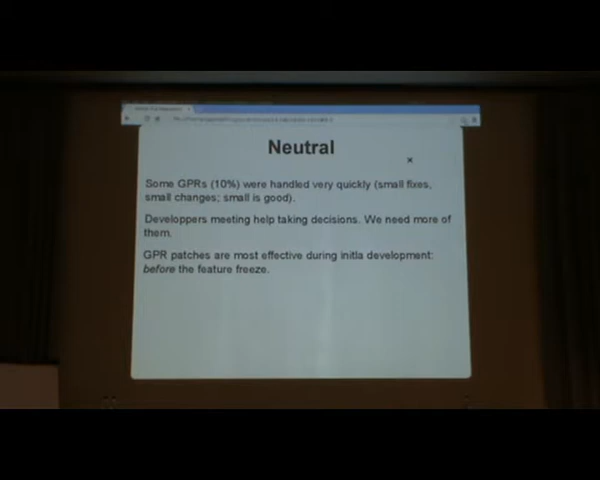 Neutral
Some GPRs (10%) were handled very quickly (small fixes,
small changes; small is good).
Developpers meeting help taking decisions. We need more of
them.
GPR patches are most effective during initla development:
before the feature freeze.